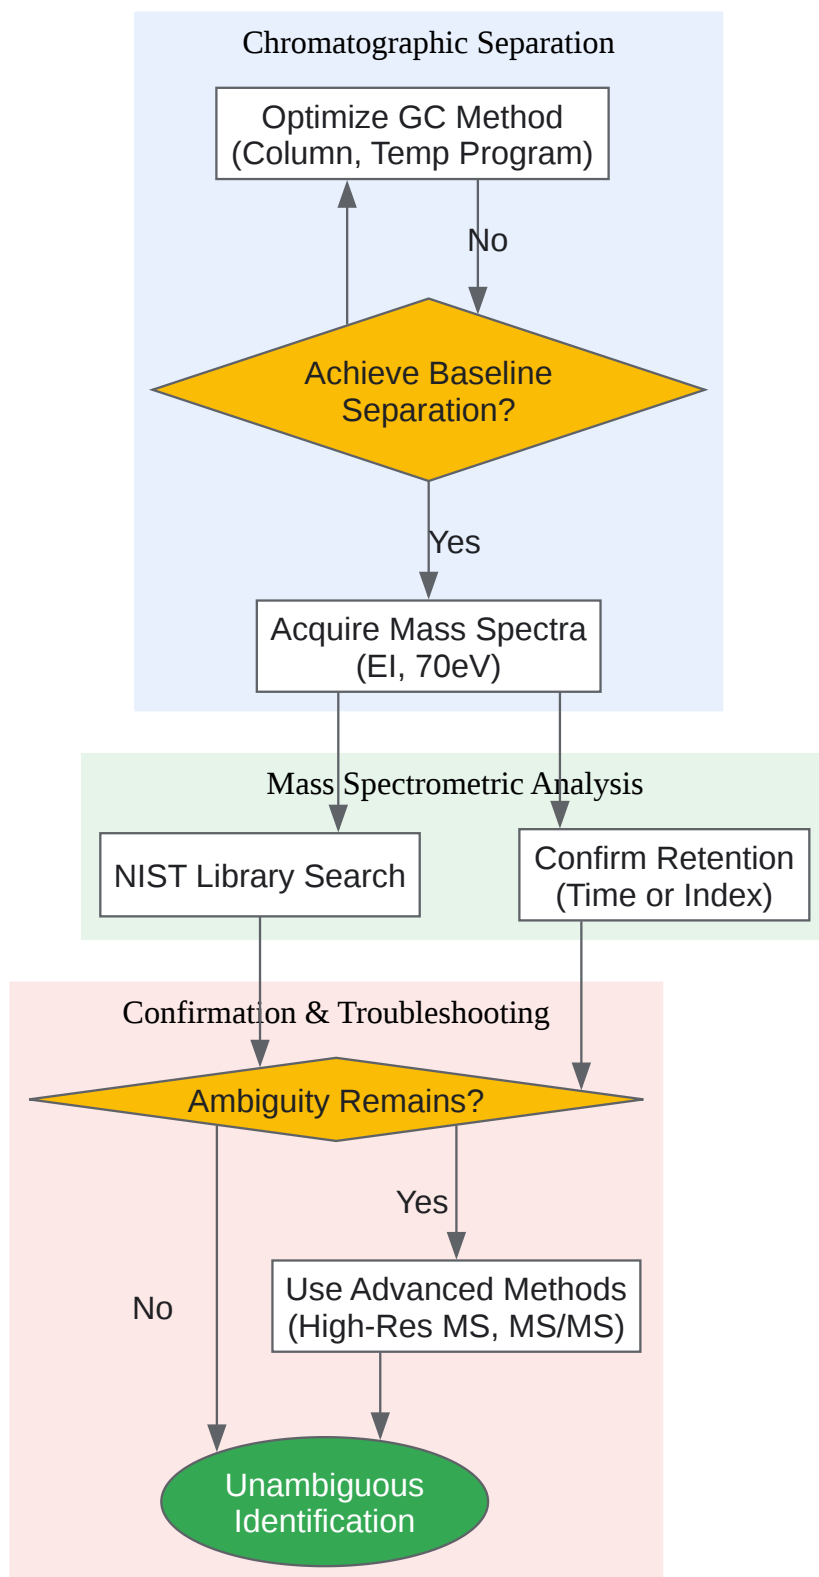 Chromatographic Separation
Optimize GC Method
(Column, Temp Program)
No
Achieve Baseline
Separation?
Yes
Acquire Mass Spectra
(EI, 70eV)
Mass Spectrometric Analysis
NIST Library Search
Confirm Retention
(Time or Index)
Confirmation & Troubleshooting
Ambiguity Remains?
Yes
Use Advanced Methods
(High-Res MS, MS/MS)
No
Unambiguous
Identification